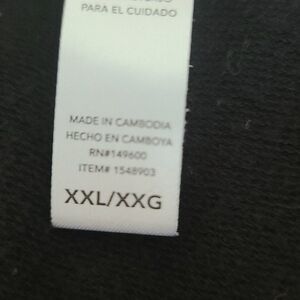 PARA EL CUIDADO
MADE IN CAMBODIA
HECHO EN CAMBOYA
RN#149600
ITEM# 1548903
XXL/XXG